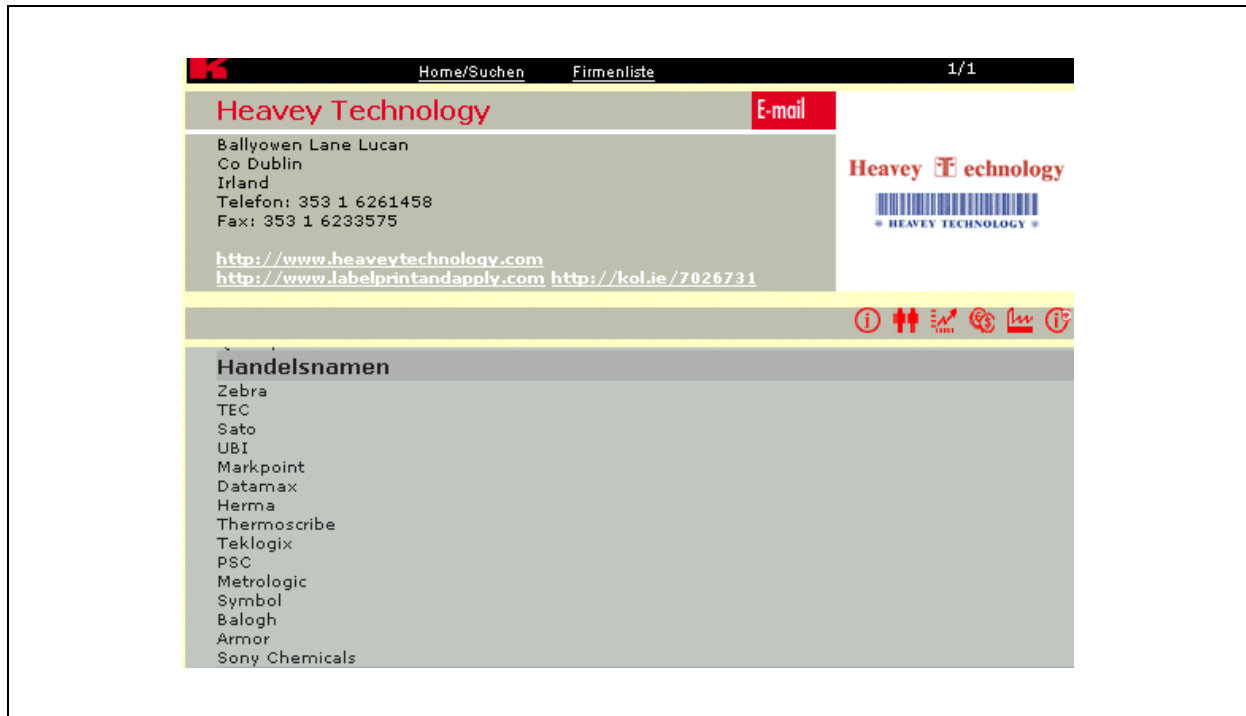 Home/Suchen Firmenliste 1/1
Heavey Technology
E-mail
Ballyowen Lane Lucan
Co Dublin
Irland
Telefon: 353 1 6261458
Fax: 353 1 6233575
http://www.heaveytechnology.com
http://www.labelprintandapply.com http://kol.ie/7026731
Heavey T echnology
* HEAVEY TECHNOLOGY *
Handelsnamen
Zebra
TEC
Sato
UBI
Markpoint
Datamax
Herma
Thermoscribe
Teklogix
PSC
Metrologic
Symbol
Balogh
Armor
Sony Chemicals